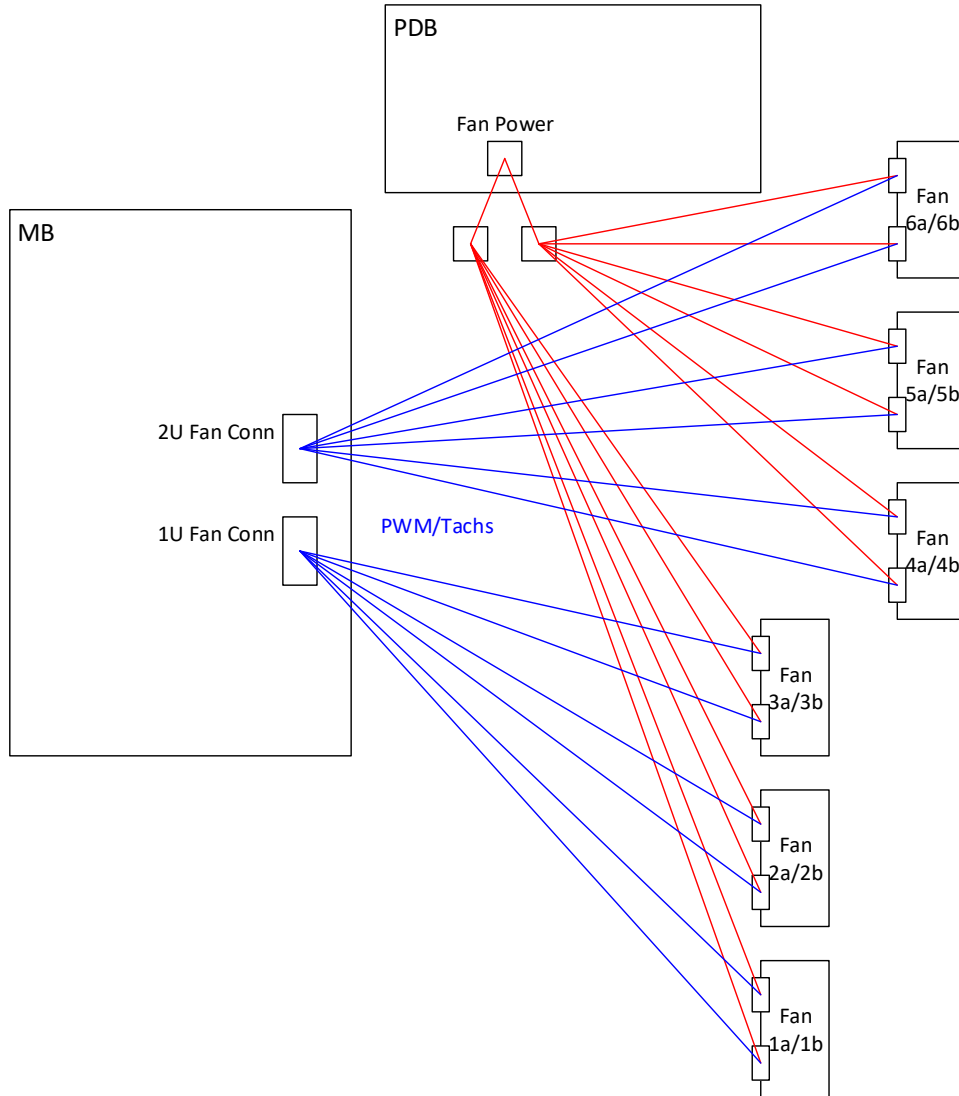 PDB
Fan Power
MB
Fan
6a/6b
Fan
5a/5b
2U Fan Conn
1U Fan Conn
PWM/Tachs
Fan
4a/4b
Fan
3a/3b
Fan
2a/2b
Fan
1a/1b